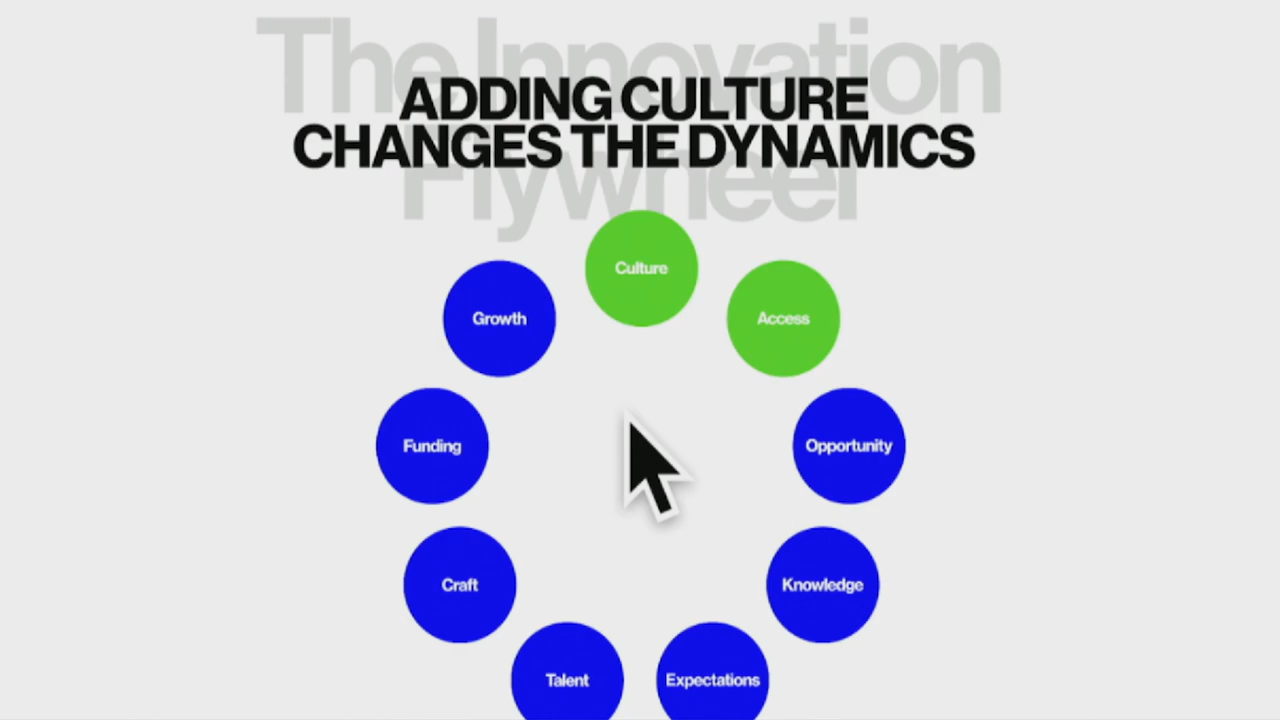 The Innovation
Flywheel
ADDING CULTURE
CHANGES THE DYNAMICS
Culture
Growth
Access
Funding
Opportunity
Craft
Knowledge
Talent
Expectations